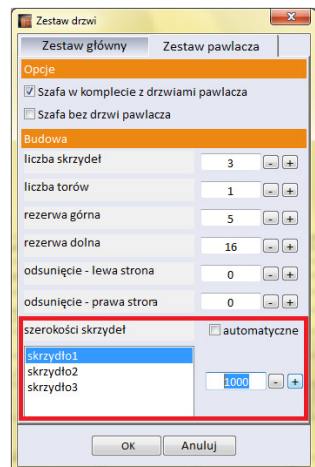 Zestaw drzwi
Zestaw główny Zestaw pawlacza
Opcje
Szafa w komplecie z drzwiami pawlacza
Szafa bez drzwi pawlacza
Budowa
liczba skrzydeł 3 - +
liczba torów 1 - +
rezerwa górna 5 - +
rezerwa dolna 16 - +
odsunięcie - lewa strona 0 - +
odsunięcie - prawa strona 0 - +
szerokości skrzydeł automatyczne
skrzydło1
skrzydło2
skrzydło3
1000 - +
OK Anuluj